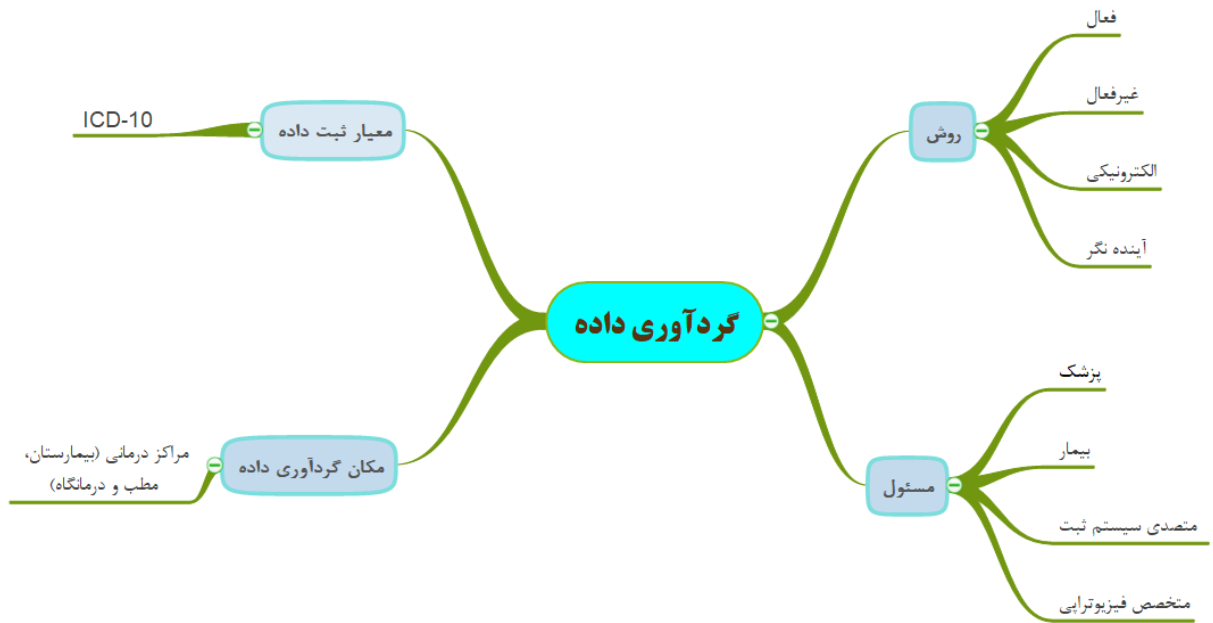 گردآوری داده
روش
فعال
غیرفعال
الکترونیکی
آینده نگر
مسئول
پزشک
بیمار
متصدی سیستم ثبت
متخصص فیزیوتراپی
معیار ثبت داده
ICD-10
مکان گردآوری داده
مراکز درمانی (بیمارستان،
مطب و درمانگاه)